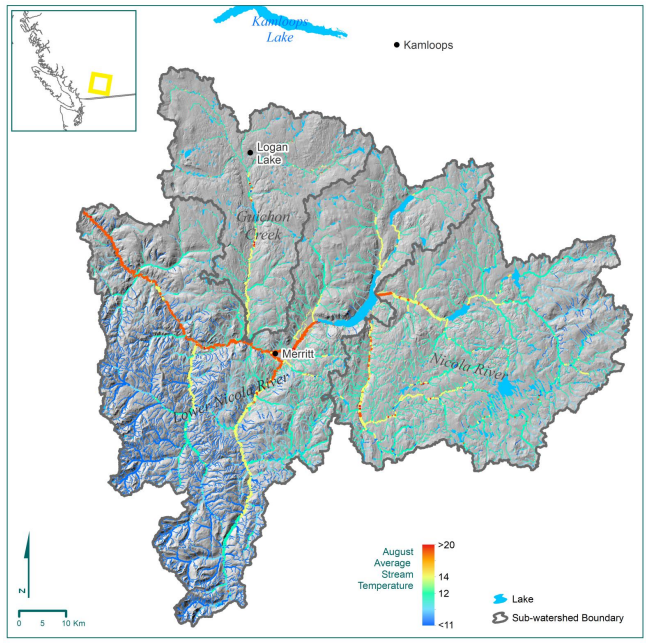 Kamloops
Lake
Kamloops
Logan
Lake
Guichon
Creek
Merritt
Nicola River
Lower Nicola River
August
Average
Stream
Temperature
>20
14
12
<11
Lake
Sub-watershed Boundary
N
0 5 10 Km